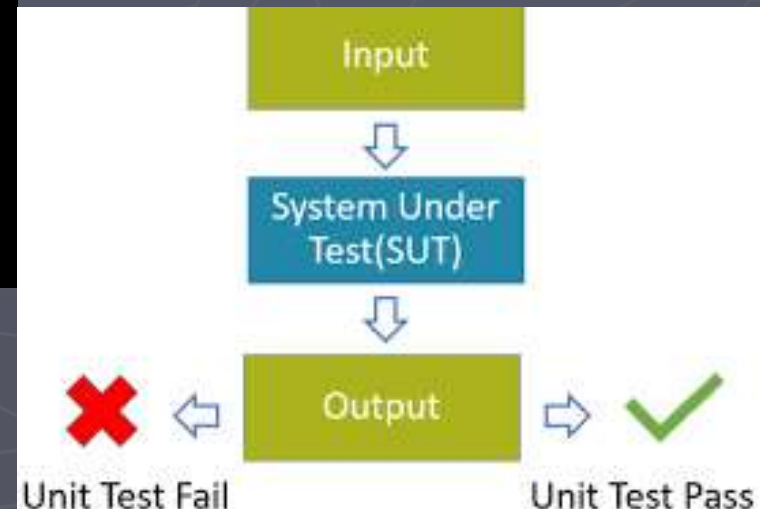 Input
System Under
Test(SUT)
Output
Unit Test Fail
Unit Test Pass